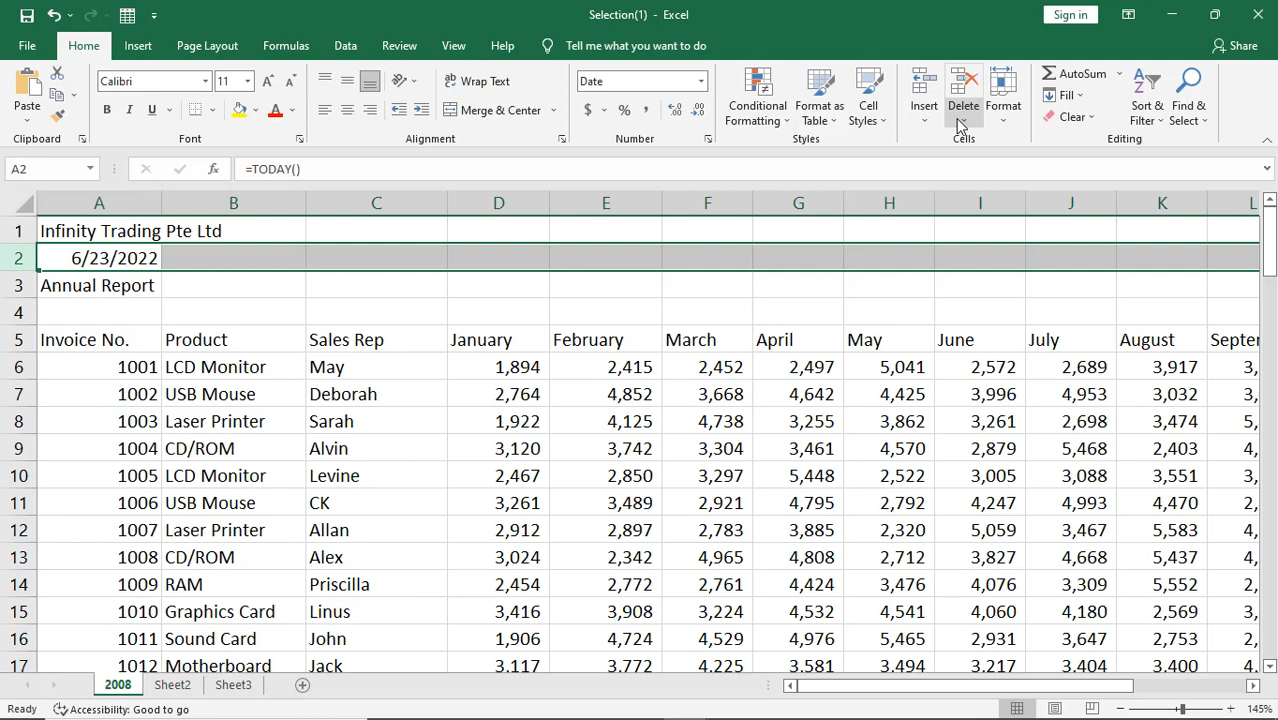 Selection(1) - Excel
Sign in
File Home Insert Page Layout Formulas Data Review View Help Tell me what you want to do Share
Paste
Calibri 11
B I U A
Wrap Text
Merge & Center
Date
$ % ,
Conditional Formatting
Format as Table
Cell Styles
Insert Delete Format
AutoSum
Fill
Clear
Sort & Filter
Find & Select
Clipboard Font Alignment Number Styles Cells Editing
A2 fx =TODAY()
A B C D E F G H I J K L
1 Infinity Trading Pte Ltd
2 6/23/2022
3 Annual Report
4
5 Invoice No. Product Sales Rep January February March April May June July August Septer
6 1001 LCD Monitor May 1,894 2,415 2,452 2,497 5,041 2,572 2,689 3,917 3,
7 1002 USB Mouse Deborah 2,764 4,852 3,668 4,642 4,425 3,996 4,953 3,032 3,
8 1003 Laser Printer Sarah 1,922 4,125 4,738 3,255 3,862 3,261 2,698 3,474 5,
9 1004 CD/ROM Alvin 3,120 3,742 3,304 3,461 4,570 2,879 5,468 2,403 4,
10 1005 LCD Monitor Levine 2,467 2,850 3,297 5,448 2,522 3,005 3,088 3,551 3,
11 1006 USB Mouse CK 3,261 3,489 2,921 4,795 2,792 4,247 4,993 4,470 2,
12 1007 Laser Printer Allan 2,912 2,897 2,783 3,885 2,320 5,059 3,467 5,583 4,
13 1008 CD/ROM Alex 3,024 2,342 4,965 4,808 2,712 3,827 4,668 5,437 4,
14 1009 RAM Priscilla 2,454 2,772 2,761 4,424 3,476 4,076 3,309 5,552 2,
15 1010 Graphics Card Linus 3,416 3,908 3,224 4,532 4,541 4,060 4,180 2,569 3,
16 1011 Sound Card John 1,906 4,724 4,529 4,976 5,465 2,931 3,647 2,753 2,
17 1012 Motherboard Jack 3,117 3,772 4,225 3,581 3,494 3,217 3,404 3,400 4,
2008 Sheet2 Sheet3
Ready Accessibility: Good to go 145%